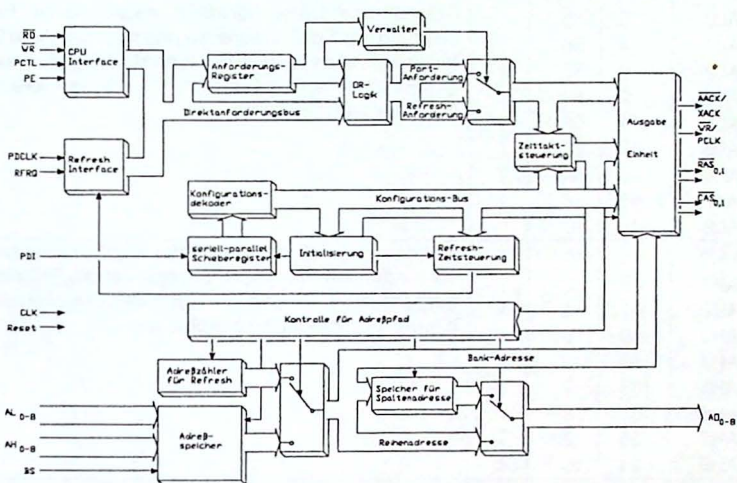 RD
WR
PCTL
PE
CPU
Interface
Anforderungs-
Register
Verwalter
OR-
Logik
Port-
Anforderung
Refresh-
Anforderung
Direktanforderungsbus
PDCLK
RFRQ
Refresh
Interface
Zeittakt-
steuerung
Ausgabe
Einheit
AACK/
XACK
WR/
PCLK
RAS0,1
CAS0,1
Konfigurations-
dekoder
Konfigurations-Bus
PDI
seriell-parallel
Schieberegister
Initialisierung
Refresh-
Zeitsteuerung
CLK
Reset
Kontrolle für Adreßpfad
Bank-Adresse
Adreßzähler
für Refresh
Speicher für
Spaltenadresse
AL0-8
AH0-8
BS
Adreß-
speicher
Reihenadresse
AO0-8